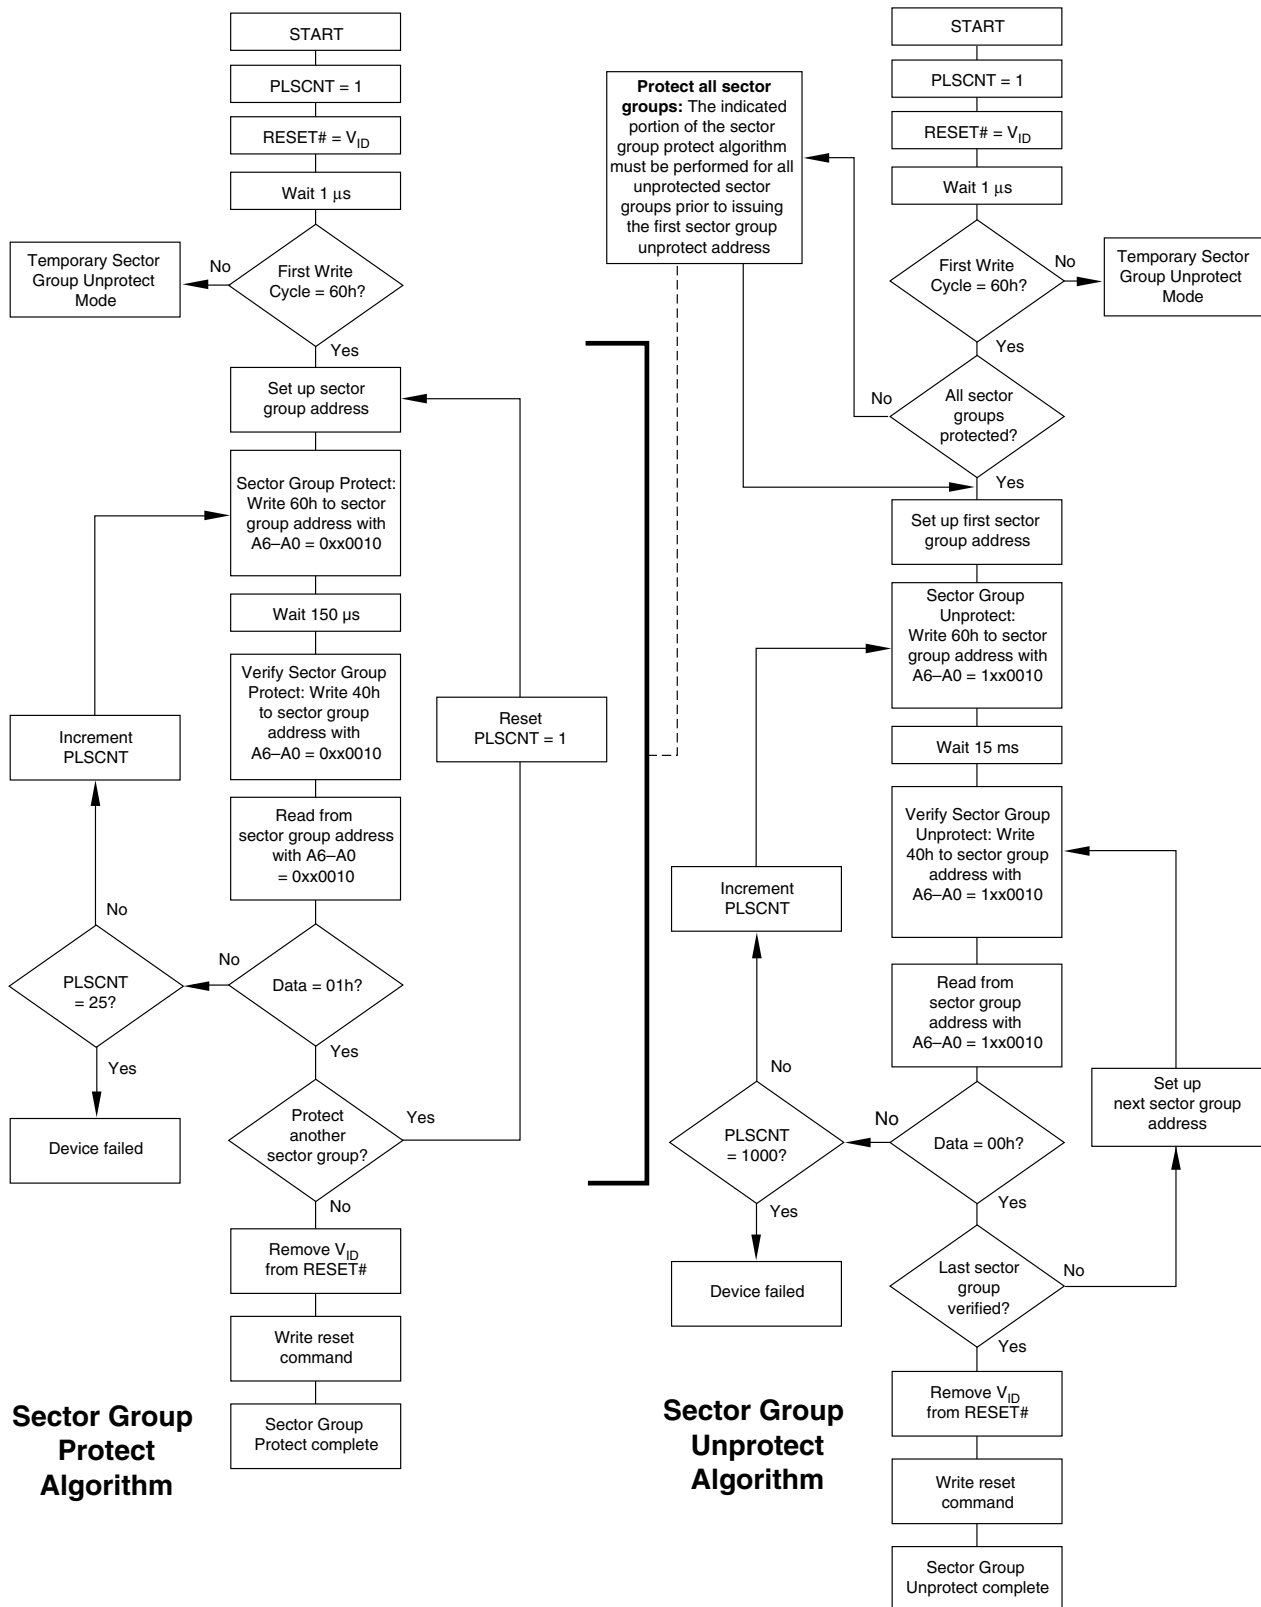 START
PLSCNT = 1
RESET# = VID
Wait 1 μs
First Write
Cycle = 60h?
No
Temporary Sector
Group Unprotect
Mode
Yes
Set up sector
group address
Sector Group Protect:
Write 60h to sector
group address with
A6–A0 = 0xx0010
Wait 150 µs
Verify Sector Group
Protect: Write 40h
to sector group
address with
A6–A0 = 0xx0010
Read from
sector group address
with A6–A0
= 0xx0010
Data = 01h?
No
PLSCNT
= 25?
No
Increment
PLSCNT
Yes
Device failed
Yes
Protect
another
sector group?
Yes
Reset
PLSCNT = 1
No
Remove VID
from RESET#
Write reset
command
Sector Group
Protect complete
Sector Group
Protect
Algorithm
Protect all sector
groups: The indicated
portion of the sector
group protect algorithm
must be performed for all
unprotected sector
groups prior to issuing
the first sector group
unprotect address
START
PLSCNT = 1
RESET# = VID
Wait 1 μs
First Write
Cycle = 60h?
No
Temporary Sector
Group Unprotect
Mode
Yes
All sector
groups
protected?
No
Yes
Set up first sector
group address
Sector Group
Unprotect:
Write 60h to sector
group address with
A6–A0 = 1xx0010
Wait 15 ms
Verify Sector Group
Unprotect: Write
40h to sector group
address with
A6–A0 = 1xx0010
Read from
sector group
address with
A6–A0 = 1xx0010
Data = 00h?
No
PLSCNT
= 1000?
No
Increment
PLSCNT
Yes
Device failed
Yes
Last sector
group
verified?
No
Set up
next sector group
address
Yes
Remove VID
from RESET#
Write reset
command
Sector Group
Unprotect complete
Sector Group
Unprotect
Algorithm